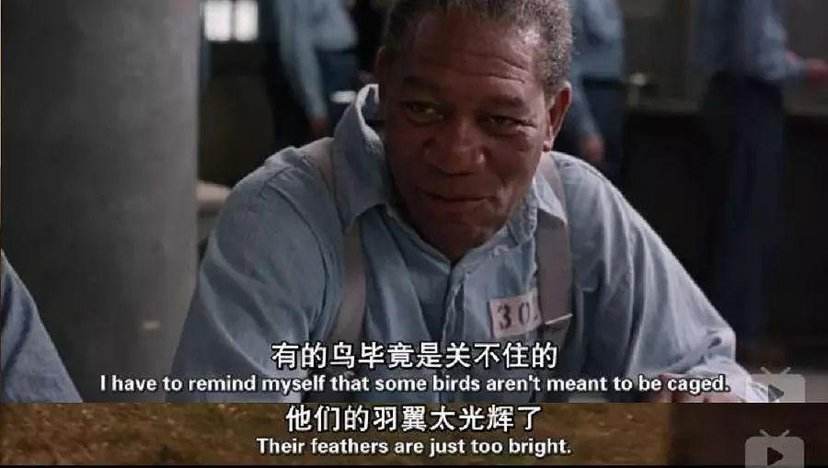 302
有的鸟毕竟是关不住的
I have to remind myself that some birds aren't meant to be caged.
他们的羽翼太光辉了
Their feathers are just too bright.